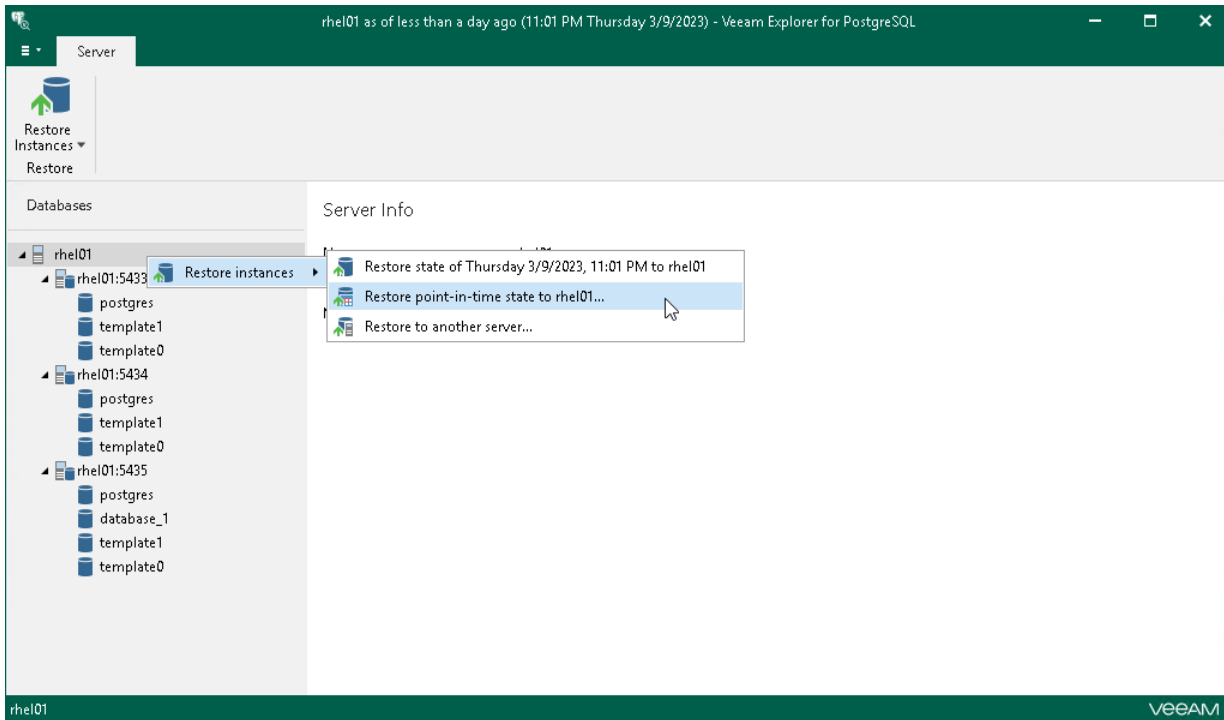 rhel01 as of less than a day ago (11:01 PM Thursday 3/9/2023) - Veeam Explorer for PostgreSQL
Server
Restore
Instances
Restore
Databases
Server Info
rhel01
Restore instances
Restore state of Thursday 3/9/2023, 11:01 PM to rhel01
Restore point-in-time state to rhel01...
Restore to another server...
rhel01:5433
postgres
template1
template0
rhel01:5434
postgres
template1
template0
rhel01:5435
postgres
database_1
template1
template0
rhel01
VEEAM